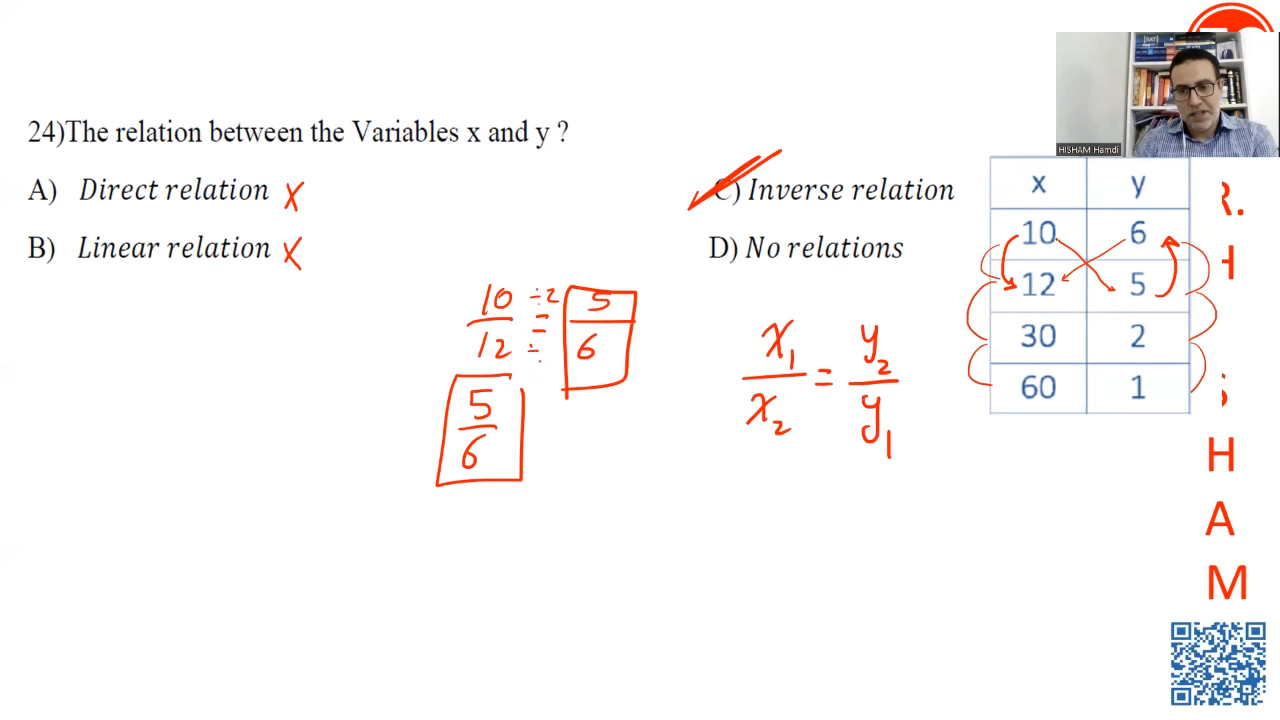 24)The relation between the Variables x and y ?
A) Direct relation X
C) Inverse relation
B) Linear relation X
D) No relations
x y
10 6
12 5
30 2
60 1
10 ÷2 5
— = —
12 ÷ 6
5
—
6
x₁ y₂
— = —
x₂ y₁
HISHAM Hamdi
R.
H
A
M